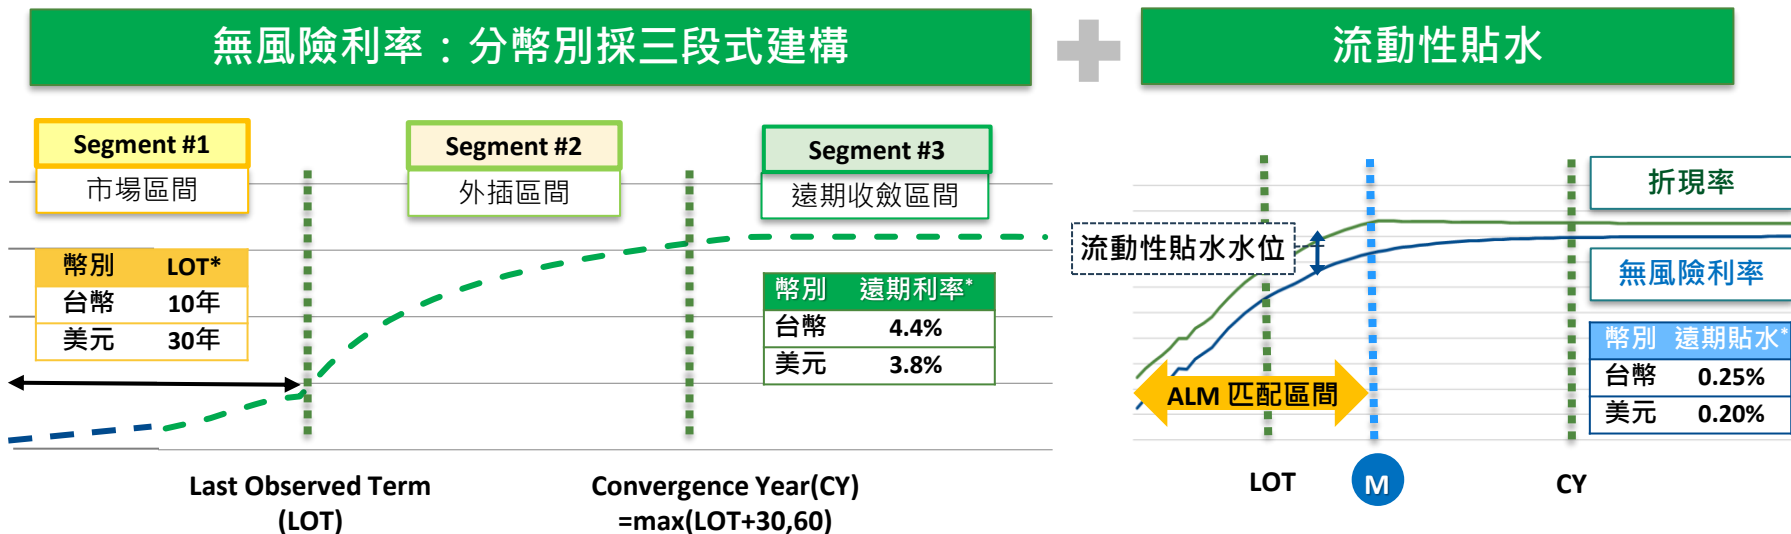 無風險利率：分幣別採三段式建構
流動性貼水
Segment #1
市場區間
Segment #2
外插區間
Segment #3
遠期收斂區間
幣別 LOT*
台幣 10年
美元 30年
幣別 遠期利率*
台幣 4.4%
美元 3.8%
Last Observed Term
(LOT)
Convergence Year(CY)
=max(LOT+30,60)
折現率
流動性貼水水位
無風險利率
幣別 遠期貼水*
台幣 0.25%
美元 0.20%
ALM 匹配區間
LOT
M
CY